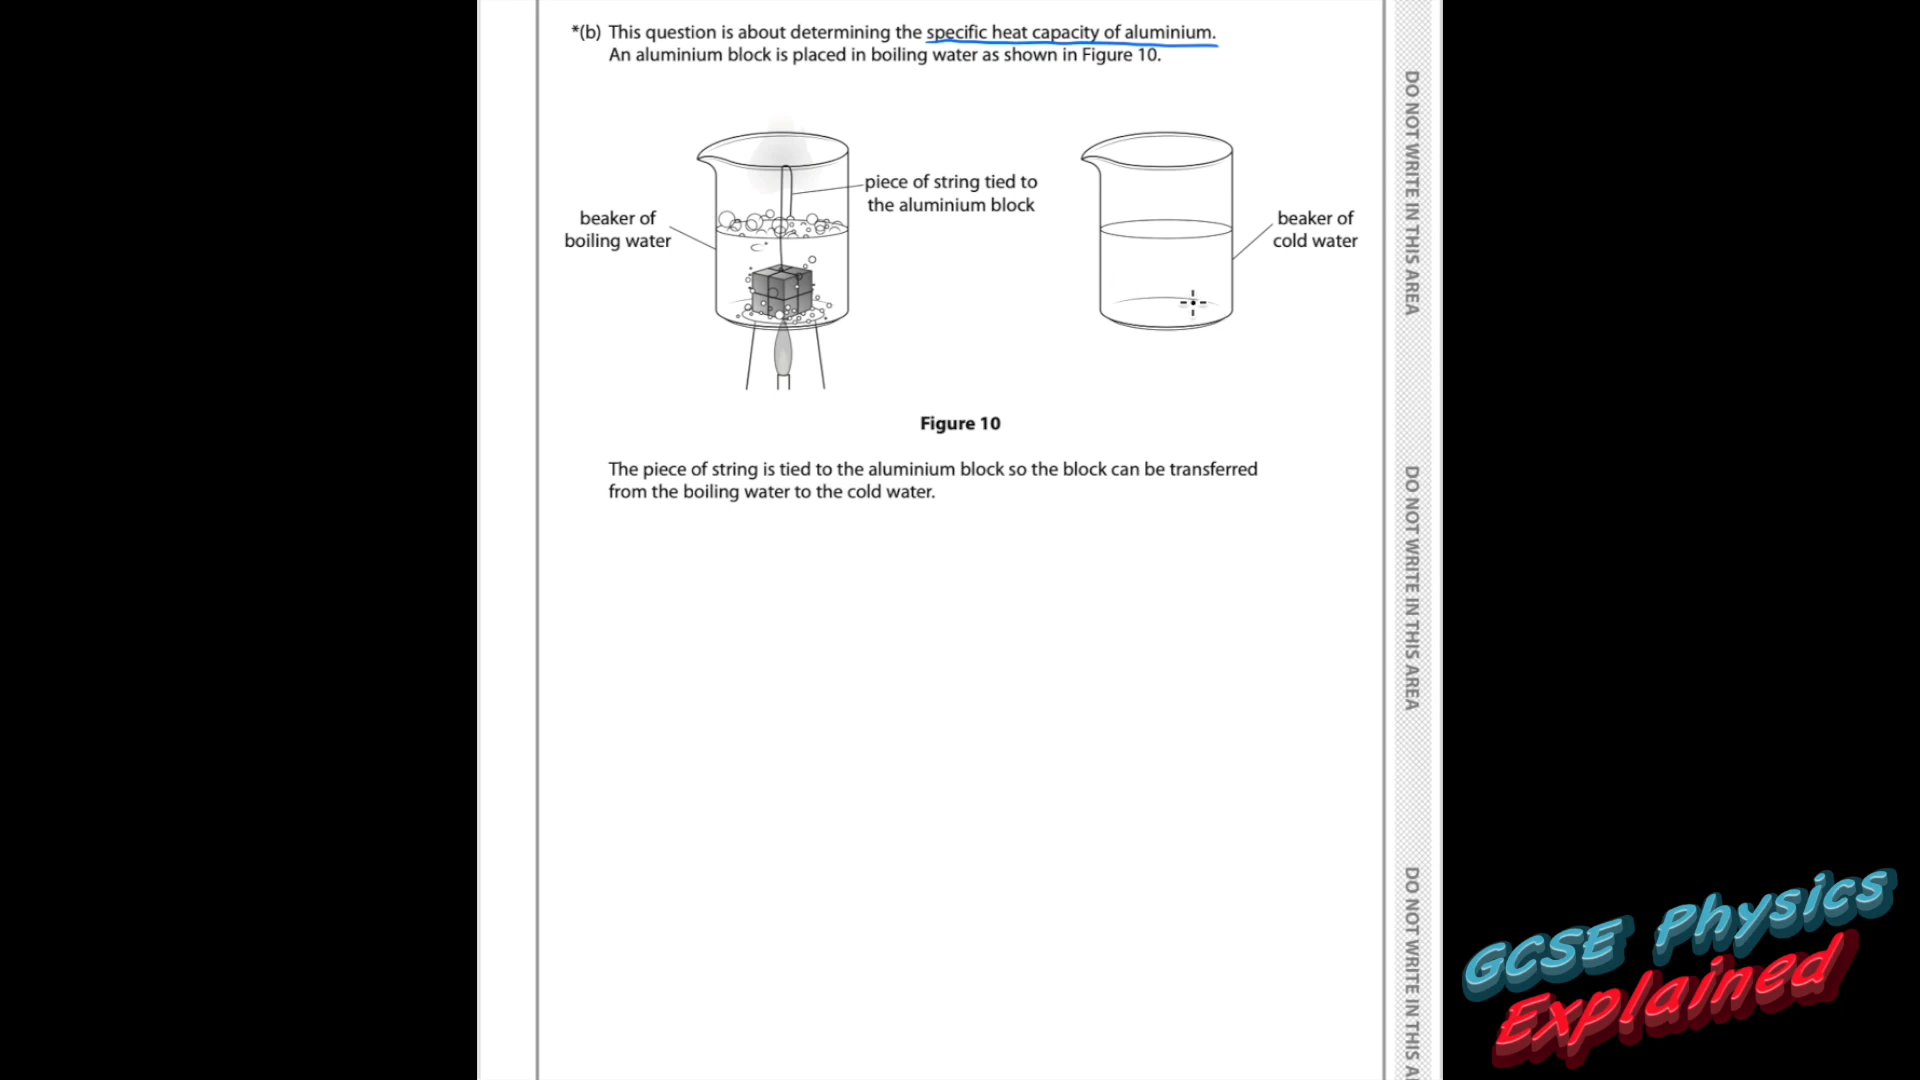 *(b) This question is about determining the specific heat capacity of aluminium.
An aluminium block is placed in boiling water as shown in Figure 10.
piece of string tied to
the aluminium block
beaker of
boiling water
beaker of
cold water
Figure 10
The piece of string is tied to the aluminium block so the block can be transferred
from the boiling water to the cold water.
DO NOT WRITE IN THIS AREA
DO NOT WRITE IN THIS AREA
DO NOT WRITE IN THIS A
GCSE Physics
Explained